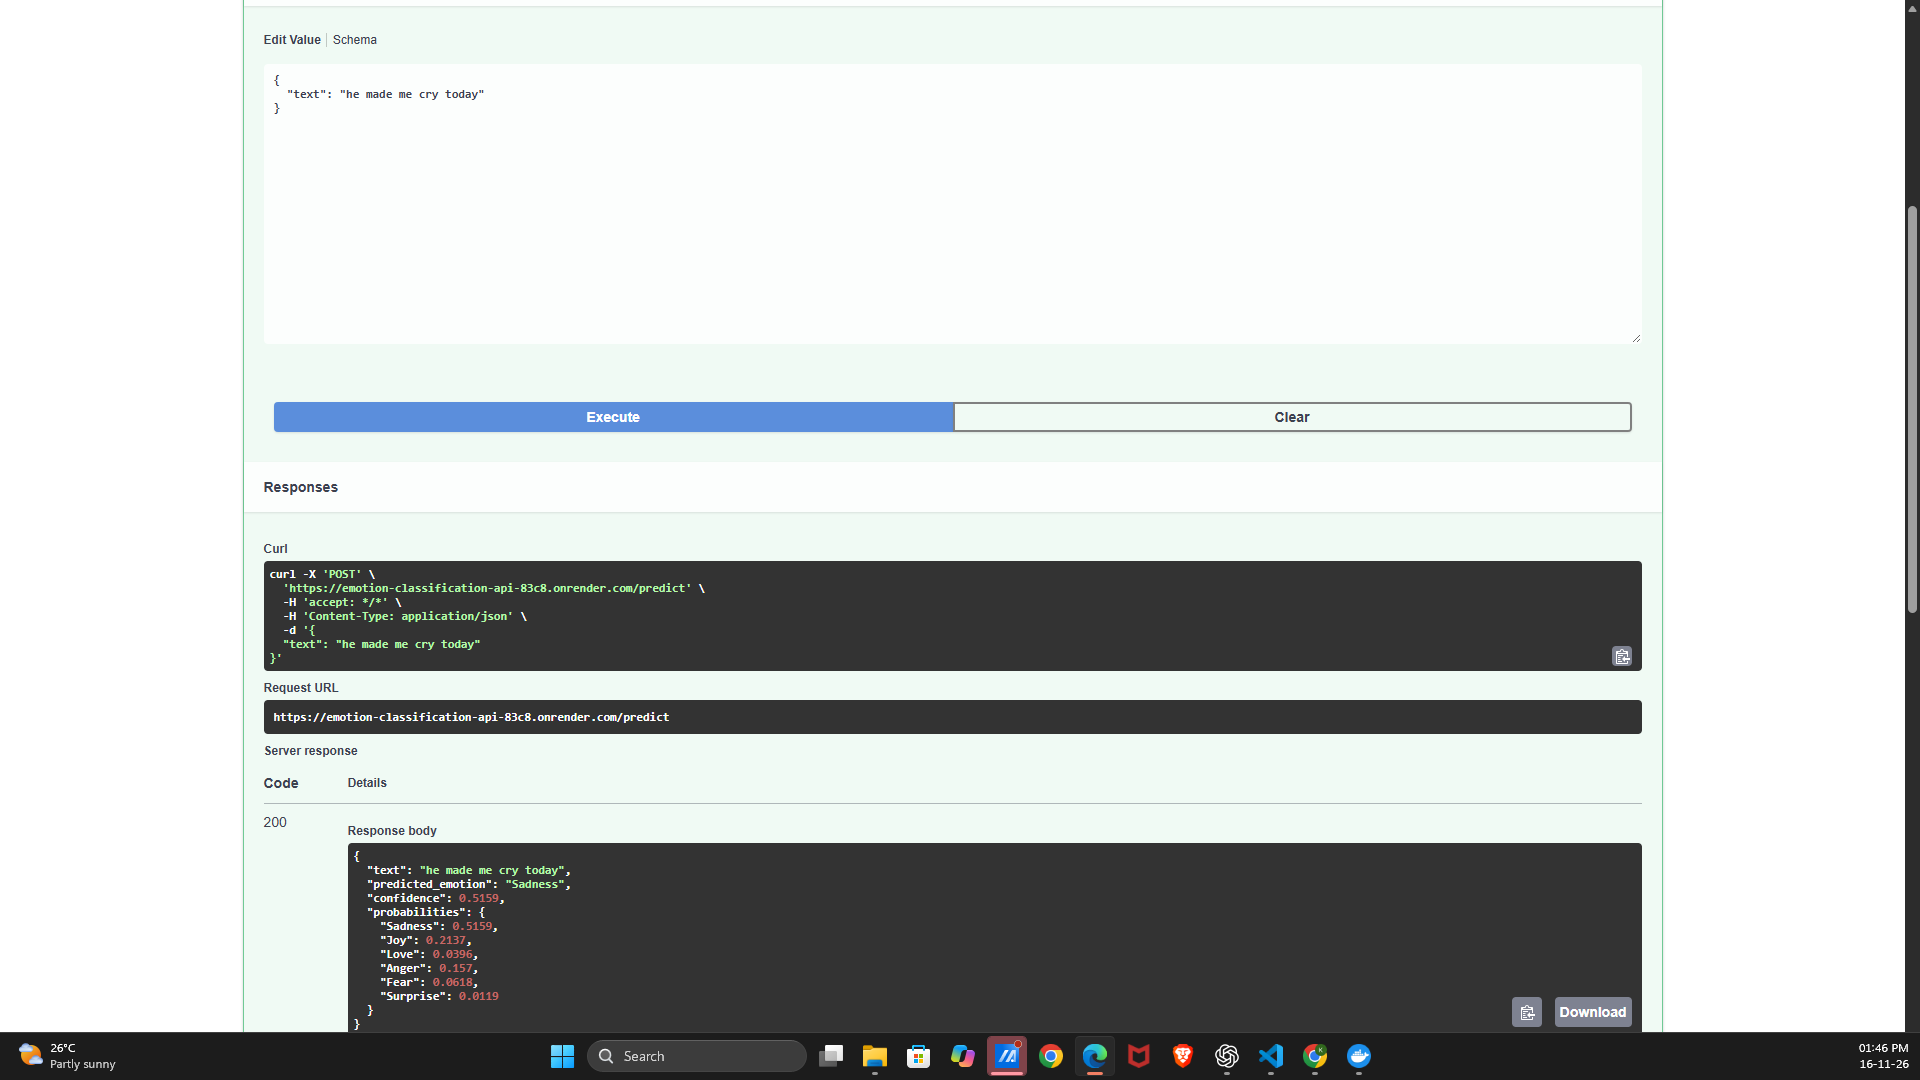 Edit Value | Schema
{
  "text": "he made me cry today"
}
Execute
Clear
Responses
Curl
curl -X 'POST' \
  'https://emotion-classification-api-83c8.onrender.com/predict' \
  -H 'accept: */*' \
  -H 'Content-Type: application/json' \
  -d '{
  "text": "he made me cry today"
}'
Request URL
https://emotion-classification-api-83c8.onrender.com/predict
Server response
Code
Details
200
Response body
{
  "text": "he made me cry today",
  "predicted_emotion": "Sadness",
  "confidence": 0.5159,
  "probabilities": {
    "Sadness": 0.5159,
    "Joy": 0.2137,
    "Love": 0.0396,
    "Anger": 0.157,
    "Fear": 0.0618,
    "Surprise": 0.0119
  }
}
Download
26°C
Partly sunny
Search
01:46 PM
16-11-26